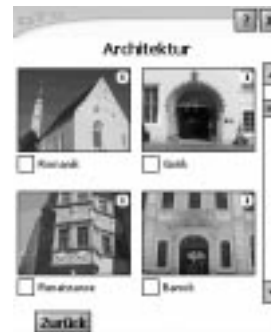 ?
Architektur
i i
Romanik Gotik
i i
Renaissance Barock
Zurück